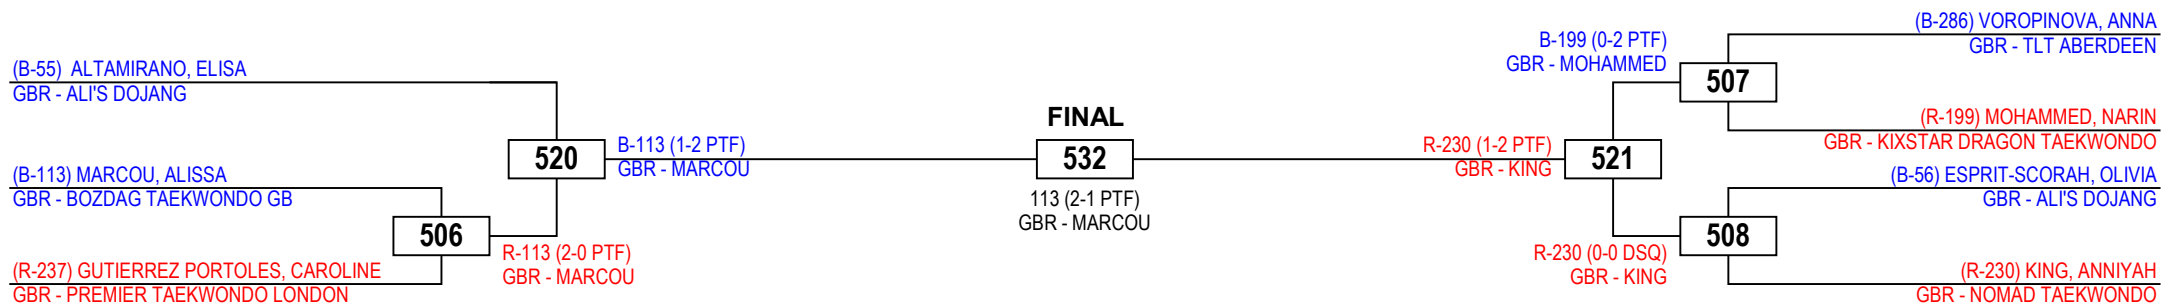 (B-55) ALTAMIRANO, ELISA
GBR - ALI'S DOJANG
(B-113) MARCOU, ALISSA
GBR - BOZDAG TAEKWONDO GB
(R-237) GUTIERREZ PORTOLES, CAROLINE
GBR - PREMIER TAEKWONDO LONDON
506
R-113 (2-0 PTF)
GBR - MARCOU
520
B-113 (1-2 PTF)
GBR - MARCOU
FINAL
532
113 (2-1 PTF)
GBR - MARCOU
R-230 (1-2 PTF)
GBR - KING
521
B-199 (0-2 PTF)
GBR - MOHAMMED
507
R-230 (0-0 DSQ)
GBR - KING
508
(B-286) VOROPINOVA, ANNA
GBR - TLT ABERDEEN
(R-199) MOHAMMED, NARIN
GBR - KIXSTAR DRAGON TAEKWONDO
(B-56) ESPRIT-SCORAH, OLIVIA
GBR - ALI'S DOJANG
(R-230) KING, ANNIYAH
GBR - NOMAD TAEKWONDO